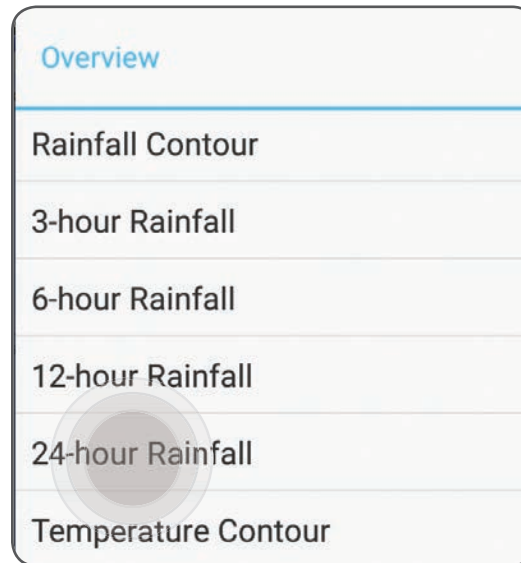 Overview
Rainfall Contour
3-hour Rainfall
6-hour Rainfall
12-hour Rainfall
24-hour Rainfall
Temperature Contour